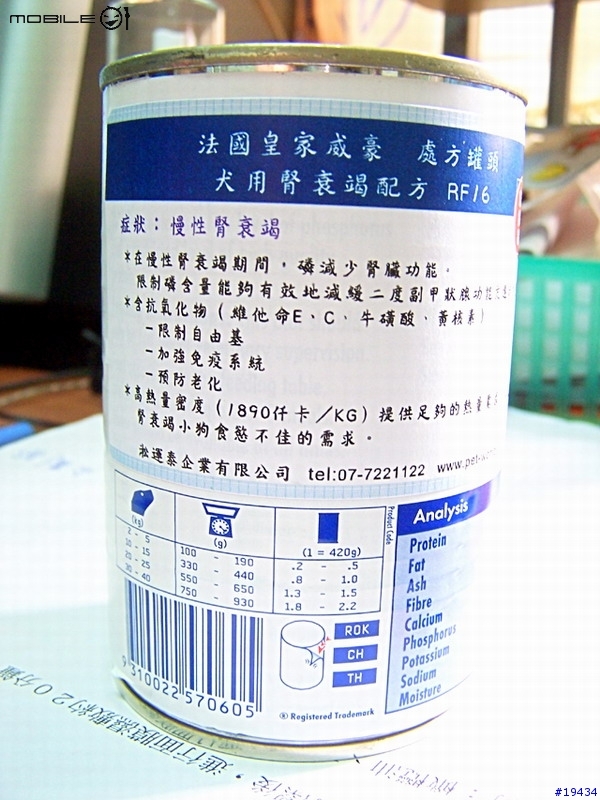 MOBILE
法國皇家威豪 處方罐頭
犬用腎衰竭配方 RF16
症狀：慢性腎衰竭
*在慢性腎衰竭期間，磷減少腎臟功能。
限制磷含量能夠有效地減緩二度副甲狀腺功能亢進
*含抗氧化物（維他命E、C、牛磺酸、黃核素）
－限制自由基
－加強免疫系統
－預防老化
*高熱量密度（1890仟卡／KG）提供足夠的熱量
腎衰竭小狗食慾不佳的需求。
淞運泰企業有限公司 tel:07-7221122 www.pet-
Product Code
(kg) (g) (1 = 420g)
2 - 5 100 - 190 .2 - .5
10 - 15 330 - 440 .8 - 1.0
20 - 25 550 - 650 1.3 - 1.5
30 - 40 750 - 930 1.8 - 2.2
Analysis
Protein
Fat
Ash
Fibre
Calcium
Phosphorus
Potassium
Sodium
Moisture
ROK
CH
TH
9 310022 570605
® Registered Trademark
#19434